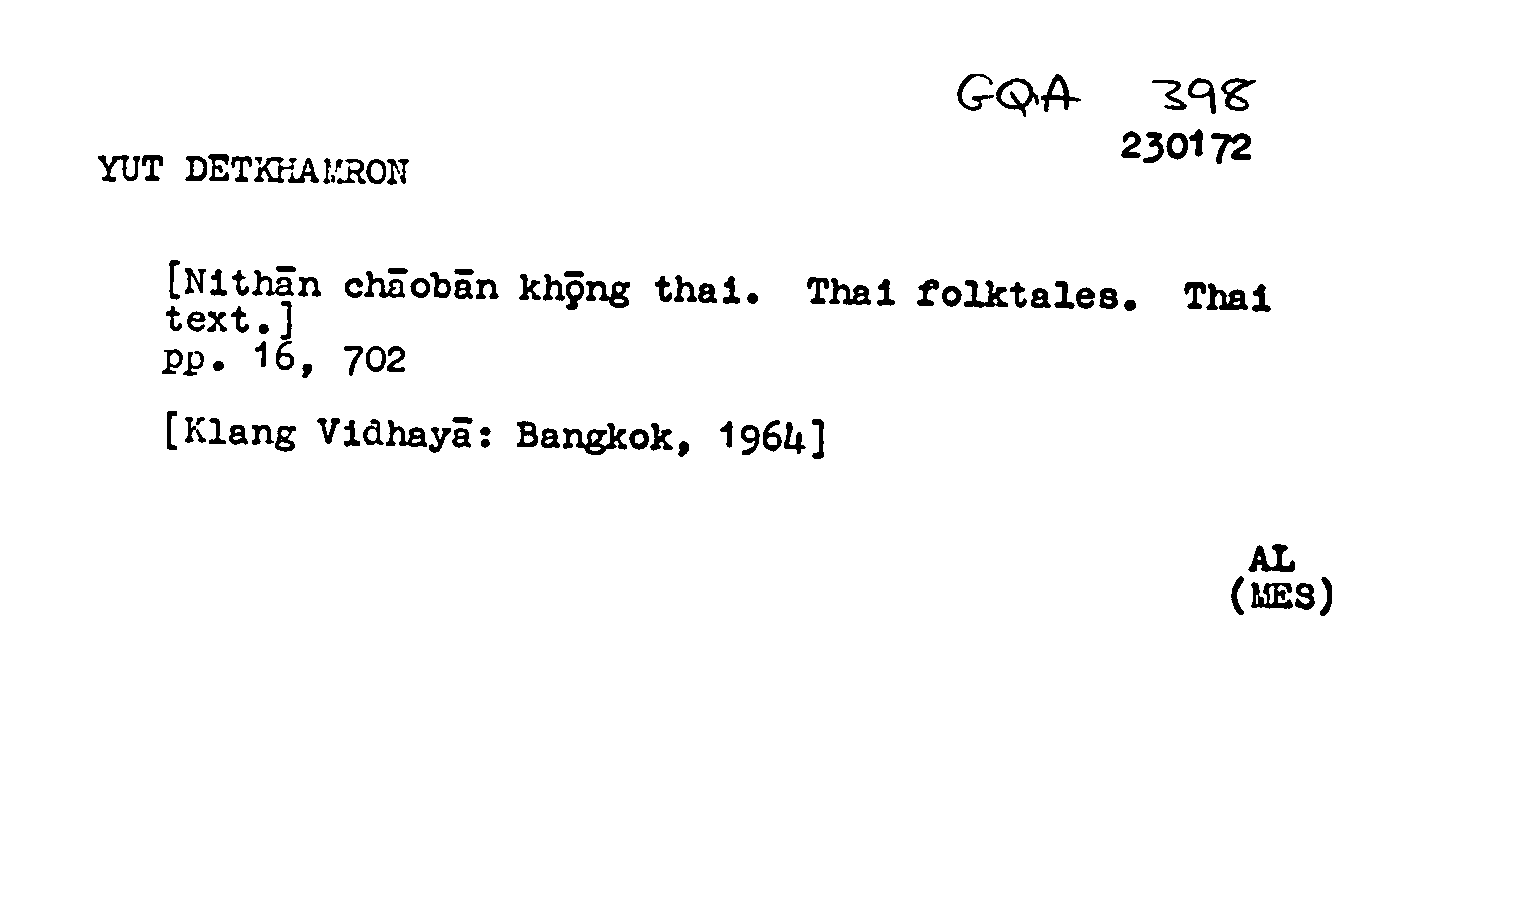 GQA 398
230172
YUT DETKHAMRON
[Nithān chāobān khǭng thai. Thai folktales. Thai
text.]
pp. 16, 702
[Klang Vidhayā: Bangkok, 1964]
AL
(MES)